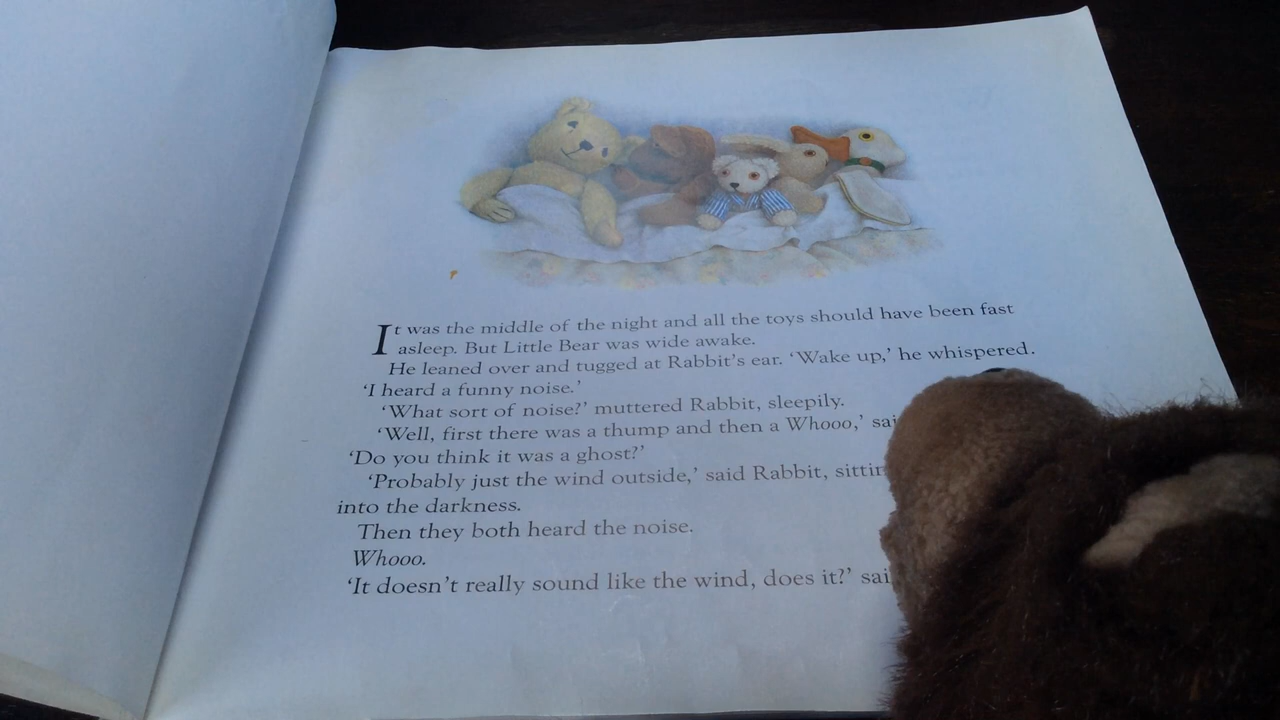 It was the middle of the night and all the toys should have been fast
asleep. But Little Bear was wide awake.
He leaned over and tugged at Rabbit's ear. 'Wake up,' he whispered.
'I heard a funny noise.'
'What sort of noise?' muttered Rabbit, sleepily.
'Well, first there was a thump and then a Whooo,'
'Do you think it was a ghost?'
'Probably just the wind outside,' said Rabbit,
into the darkness.
Then they both heard the noise.
Whooo.
'It doesn't really sound like the wind, does it?'